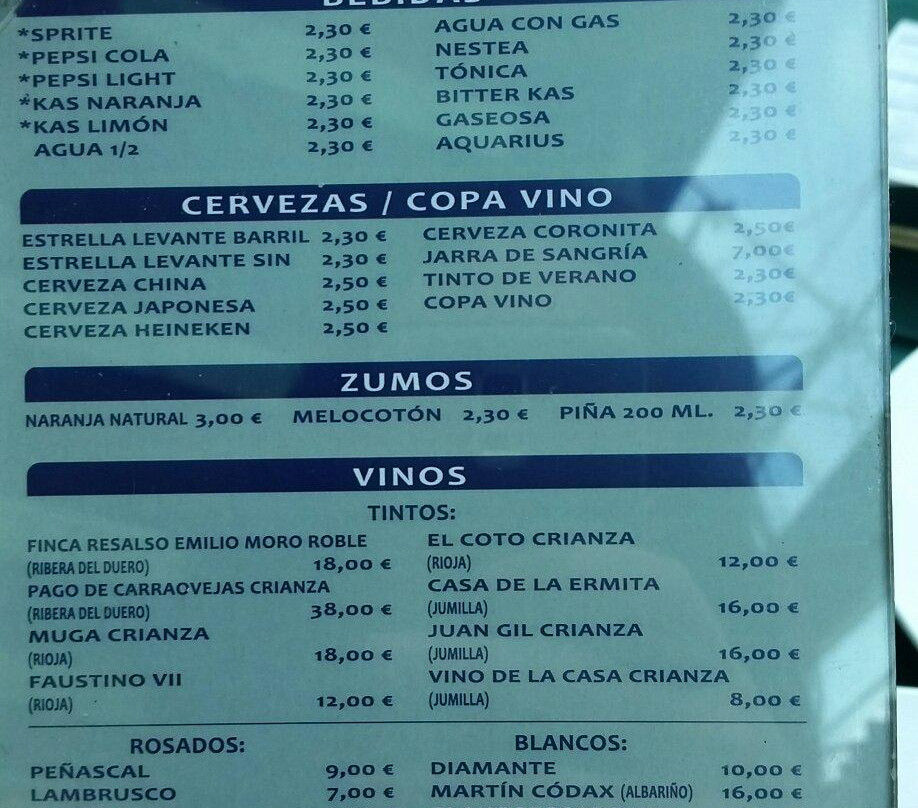 BEBIDAS
*SPRITE 2,30 € AGUA CON GAS 2,30 €
*PEPSI COLA 2,30 € NESTEA 2,30 €
*PEPSI LIGHT 2,30 € TÓNICA 2,30 €
*KAS NARANJA 2,30 € BITTER KAS 2,30 €
*KAS LIMÓN 2,30 € GASEOSA 2,30 €
AGUA 1/2 2,30 € AQUARIUS 2,30 €
CERVEZAS / COPA VINO
ESTRELLA LEVANTE BARRIL 2,30 € CERVEZA CORONITA 2,50€
ESTRELLA LEVANTE SIN 2,30 € JARRA DE SANGRÍA 7,00€
CERVEZA CHINA 2,50 € TINTO DE VERANO 2,30€
CERVEZA JAPONESA 2,50 € COPA VINO 2,30€
CERVEZA HEINEKEN 2,50 €
ZUMOS
NARANJA NATURAL 3,00 € MELOCOTÓN 2,30 € PIÑA 200 ML. 2,30 €
VINOS
TINTOS:
FINCA RESALSO EMILIO MORO ROBLE EL COTO CRIANZA
(RIBERA DEL DUERO) 18,00 € (RIOJA) 12,00 €
PAGO DE CARRAOVEJAS CRIANZA CASA DE LA ERMITA
(RIBERA DEL DUERO) 38,00 € (JUMILLA) 16,00 €
MUGA CRIANZA JUAN GIL CRIANZA
(RIOJA) 18,00 € (JUMILLA) 16,00 €
FAUSTINO VII VINO DE LA CASA CRIANZA
(RIOJA) 12,00 € (JUMILLA) 8,00 €
ROSADOS: BLANCOS:
PEÑASCAL 9,00 € DIAMANTE 10,00 €
LAMBRUSCO 7,00 € MARTÍN CÓDAX (ALBARIÑO) 16,00 €